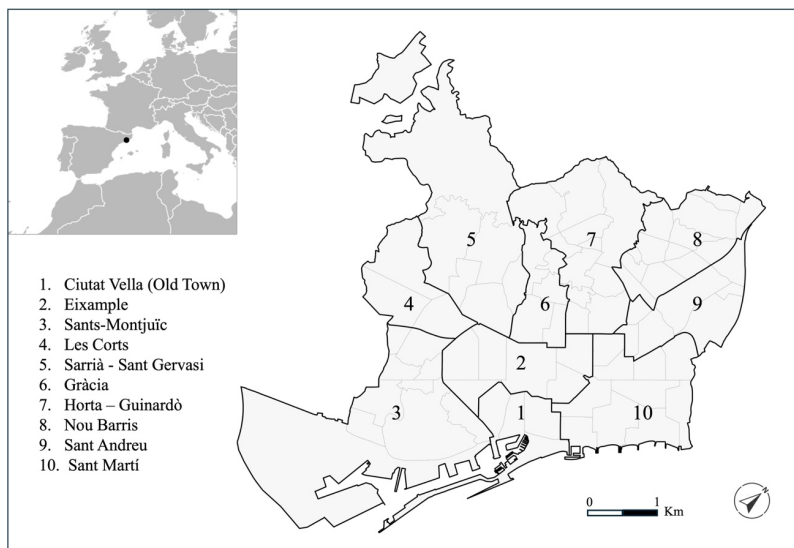 1. Ciutat Vella (Old Town)
2. Eixample
3. Sants-Montjuïc
4. Les Corts
5. Sarrià - Sant Gervasi
6. Gràcia
7. Horta – Guinardò
8. Nou Barris
9. Sant Andreu
10. Sant Martí
5
7
8
4
6
9
2
3
1
10
N
0 1
Km